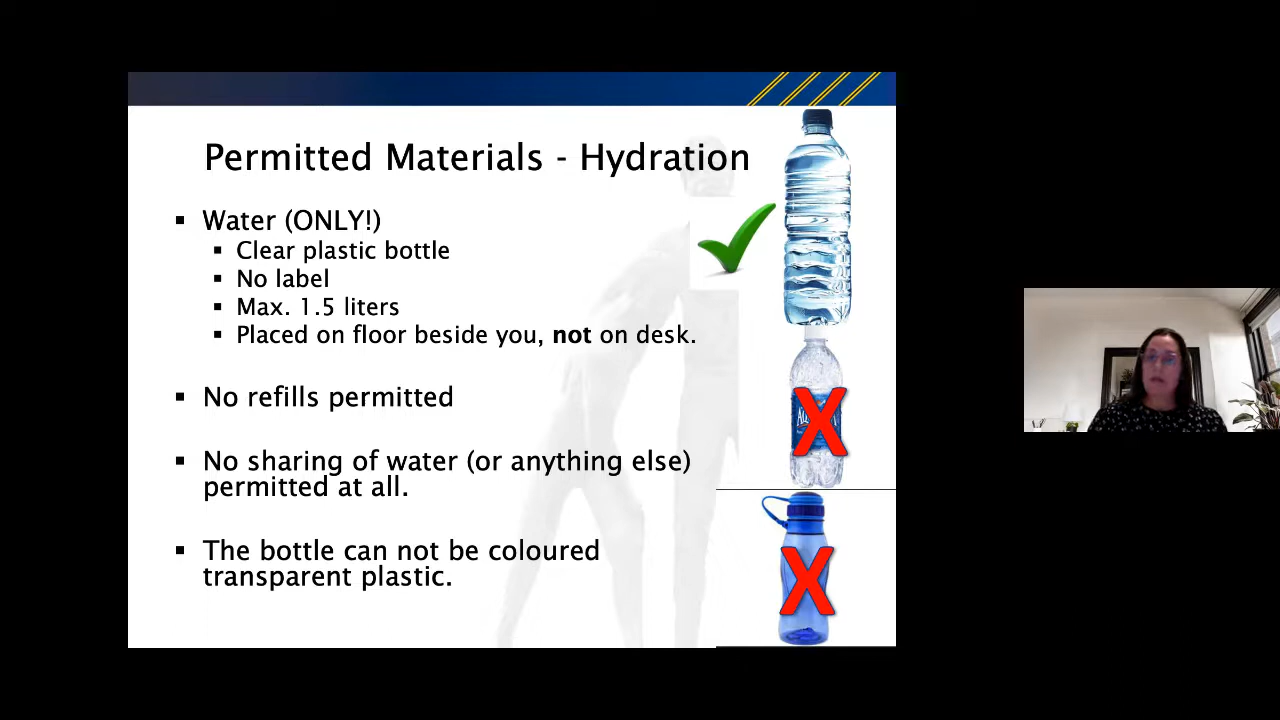 Permitted Materials - Hydration
▪ Water (ONLY!)
▪ Clear plastic bottle
▪ No label
▪ Max. 1.5 liters
▪ Placed on floor beside you, not on desk.
▪ No refills permitted
▪ No sharing of water (or anything else)
permitted at all.
▪ The bottle can not be coloured
transparent plastic.
X
X